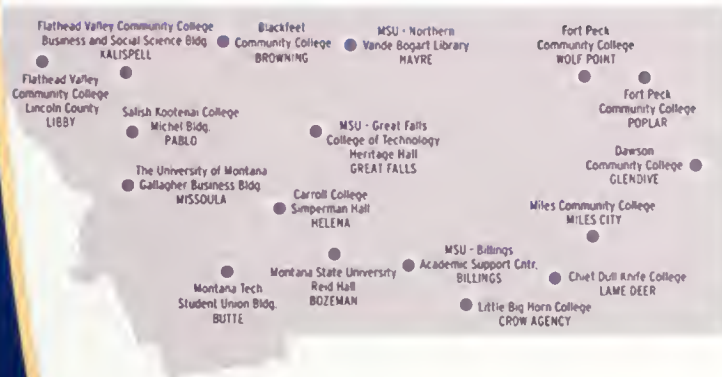 Flathead Valley Community College
Business and Social Science Bldg.
KALISPELL
Blackfeet
Community College
BROWNING
MSU - Northern
Vande Bogart Library
HAVRE
Fort Peck
Community College
WOLF POINT
Flathead Valley
Community College
Lincoln County
LIBBY
Fort Peck
Community College
POPLAR
Salish Kootenai College
Michel Bldg.
PABLO
MSU - Great Falls
College of Technology
Heritage Hall
GREAT FALLS
Dawson
Community College
GLENDIVE
The University of Montana
Gallagher Business Bldg.
MISSOULA
Carroll College
Simperman Hall
HELENA
Miles Community College
MILES CITY
Montana Tech
Student Union Bldg.
BUTTE
Montana State University
Reid Hall
BOZEMAN
MSU - Billings
Academic Support Cntr.
BILLINGS
Chief Dull Knife College
LAME DEER
Little Big Horn College
CROW AGENCY